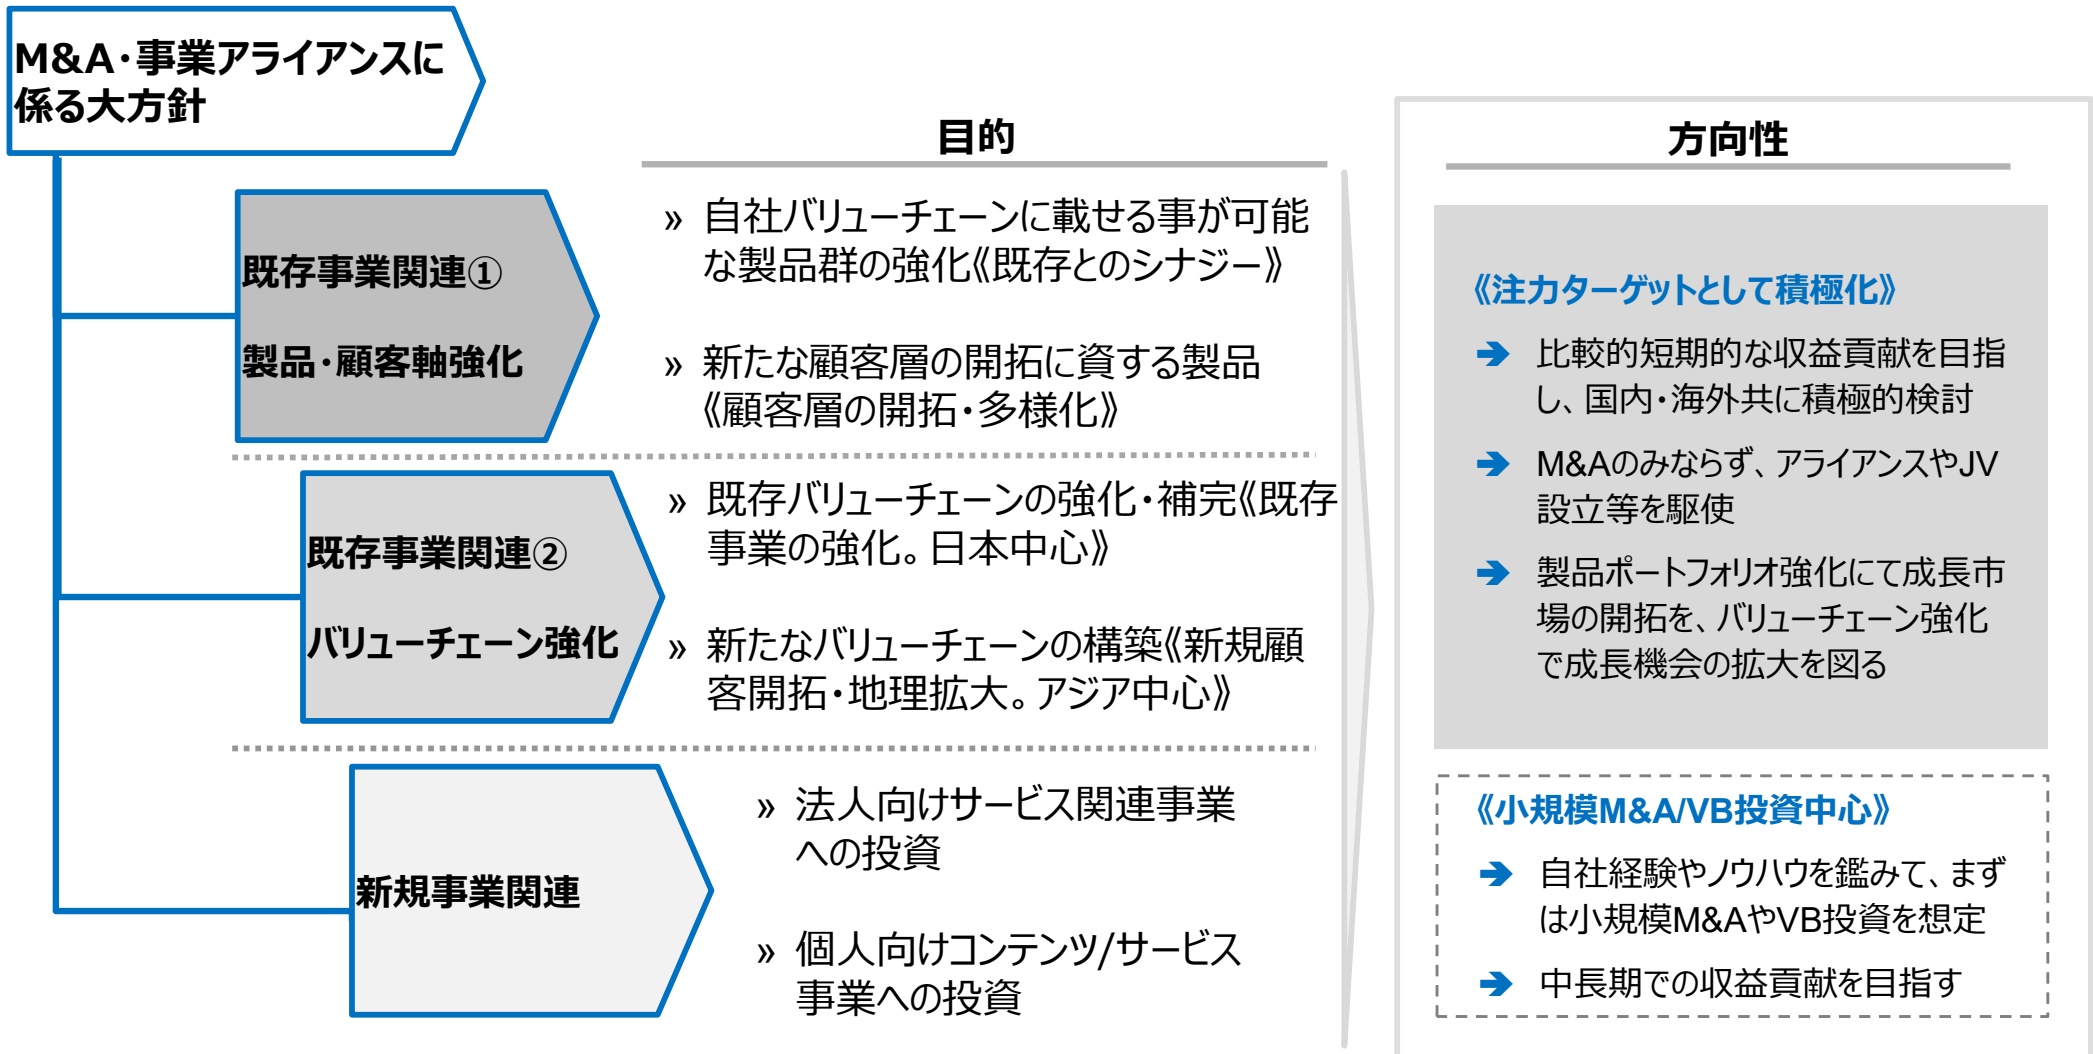 M&A・事業アライアンスに
係る大方針
目的
方向性
既存事業関連①
製品・顧客軸強化
» 自社バリューチェーンに載せる事が可能
な製品群の強化《既存とのシナジー》
» 新たな顧客層の開拓に資する製品
《顧客層の開拓・多様化》
既存事業関連②
バリューチェーン強化
» 既存バリューチェーンの強化・補完《既存
事業の強化。日本中心》
» 新たなバリューチェーンの構築《新規顧
客開拓・地理拡大。アジア中心》
新規事業関連
» 法人向けサービス関連事業
への投資
» 個人向けコンテンツ/サービス
事業への投資
《注力ターゲットとして積極化》
比較的短期的な収益貢献を目指
し、国内・海外共に積極的検討
M&Aのみならず、アライアンスやJV
設立等を駆使
製品ポートフォリオ強化にて成長市
場の開拓を、バリューチェーン強化
で成長機会の拡大を図る
《小規模M&A/VB投資中心》
自社経験やノウハウを鑑みて、まず
は小規模M&AやVB投資を想定
中長期での収益貢献を目指す